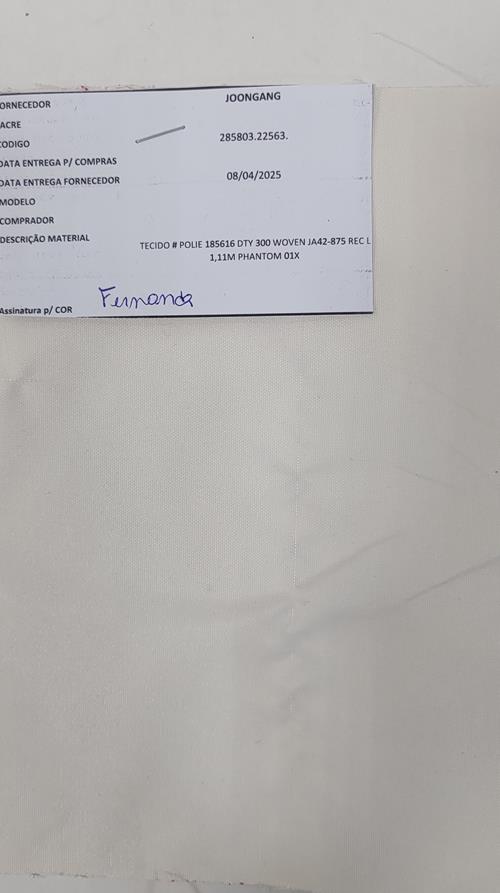 ORNECEDOR JOONGANG
ACRE
CODIGO 285803.22563.
DATA ENTREGA P/ COMPRAS
DATA ENTREGA FORNECEDOR 08/04/2025
MODELO
COMPRADOR
DESCRIÇÃO MATERIAL TECIDO # POLIE 185616 DTY 300 WOVEN JA42-875 REC L
1,11M PHANTOM 01X
Assinatura p/ COR Fernanda